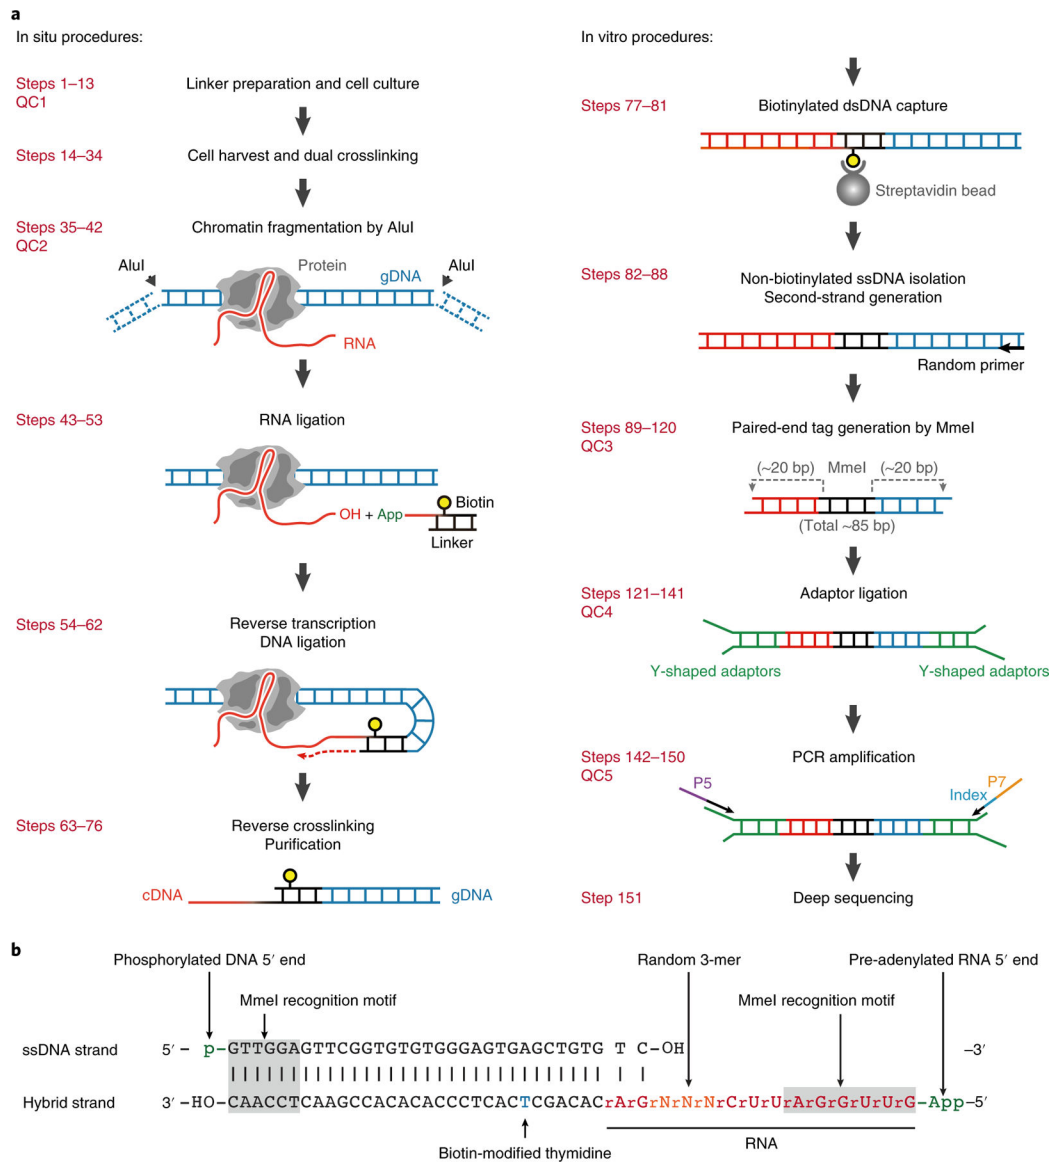 a
In situ procedures:
Steps 1–13
QC1
Linker preparation and cell culture
Steps 14–34
Cell harvest and dual crosslinking
Steps 35–42
QC2
Chromatin fragmentation by AluI
AluI
Protein
gDNA
AluI
RNA
Steps 43–53
RNA ligation
OH + App
Biotin
Linker
Steps 54–62
Reverse transcription
DNA ligation
Steps 63–76
Reverse crosslinking
Purification
cDNA
gDNA
In vitro procedures:
Steps 77–81
Biotinylated dsDNA capture
Streptavidin bead
Steps 82–88
Non-biotinylated ssDNA isolation
Second-strand generation
Random primer
Steps 89–120
QC3
Paired-end tag generation by MmeI
(~20 bp) MmeI (~20 bp)
(Total ~85 bp)
Steps 121–141
QC4
Adaptor ligation
Y-shaped adaptors
Y-shaped adaptors
Steps 142–150
QC5
PCR amplification
P5
P7
Index
Step 151
Deep sequencing
b
Phosphorylated DNA 5′ end
Random 3-mer
Pre-adenylated RNA 5′ end
MmeI recognition motif
MmeI recognition motif
ssDNA strand 5′ – p-GTTGGAGTTCGGTGTGTGGGAGTGAGCTGTG T C-OH –3′
Hybrid strand 3′ -HO-CAACCTCAAGCCACACACCCTCACTCGACACrArGrNrNrNrCrUrUrArGrGrUrUrG-App-5′
RNA
Biotin-modified thymidine